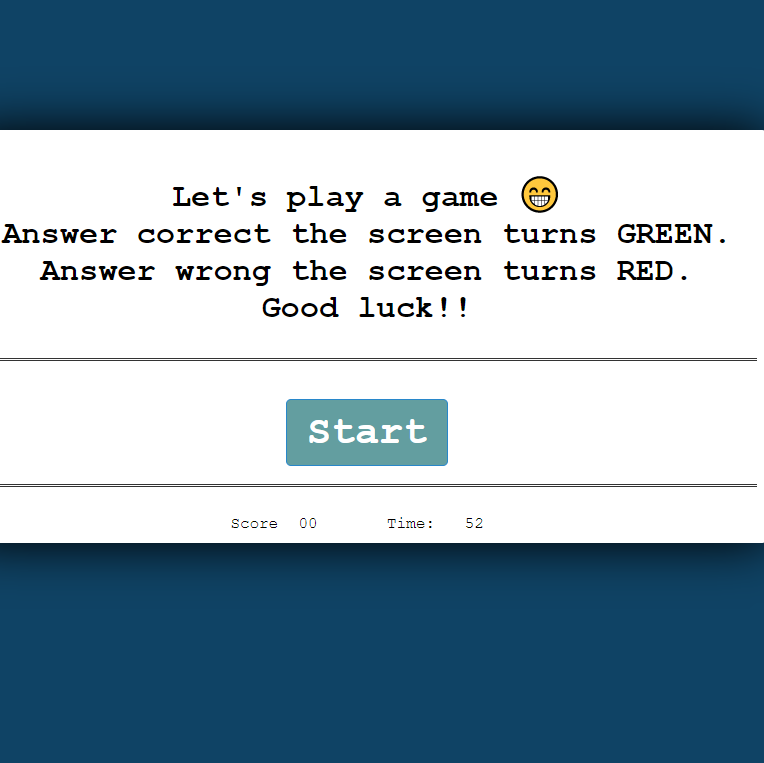 Let's play a game 😁
Answer correct the screen turns GREEN.
Answer wrong the screen turns RED.
Good luck!!
Start
Score 00 Time: 52